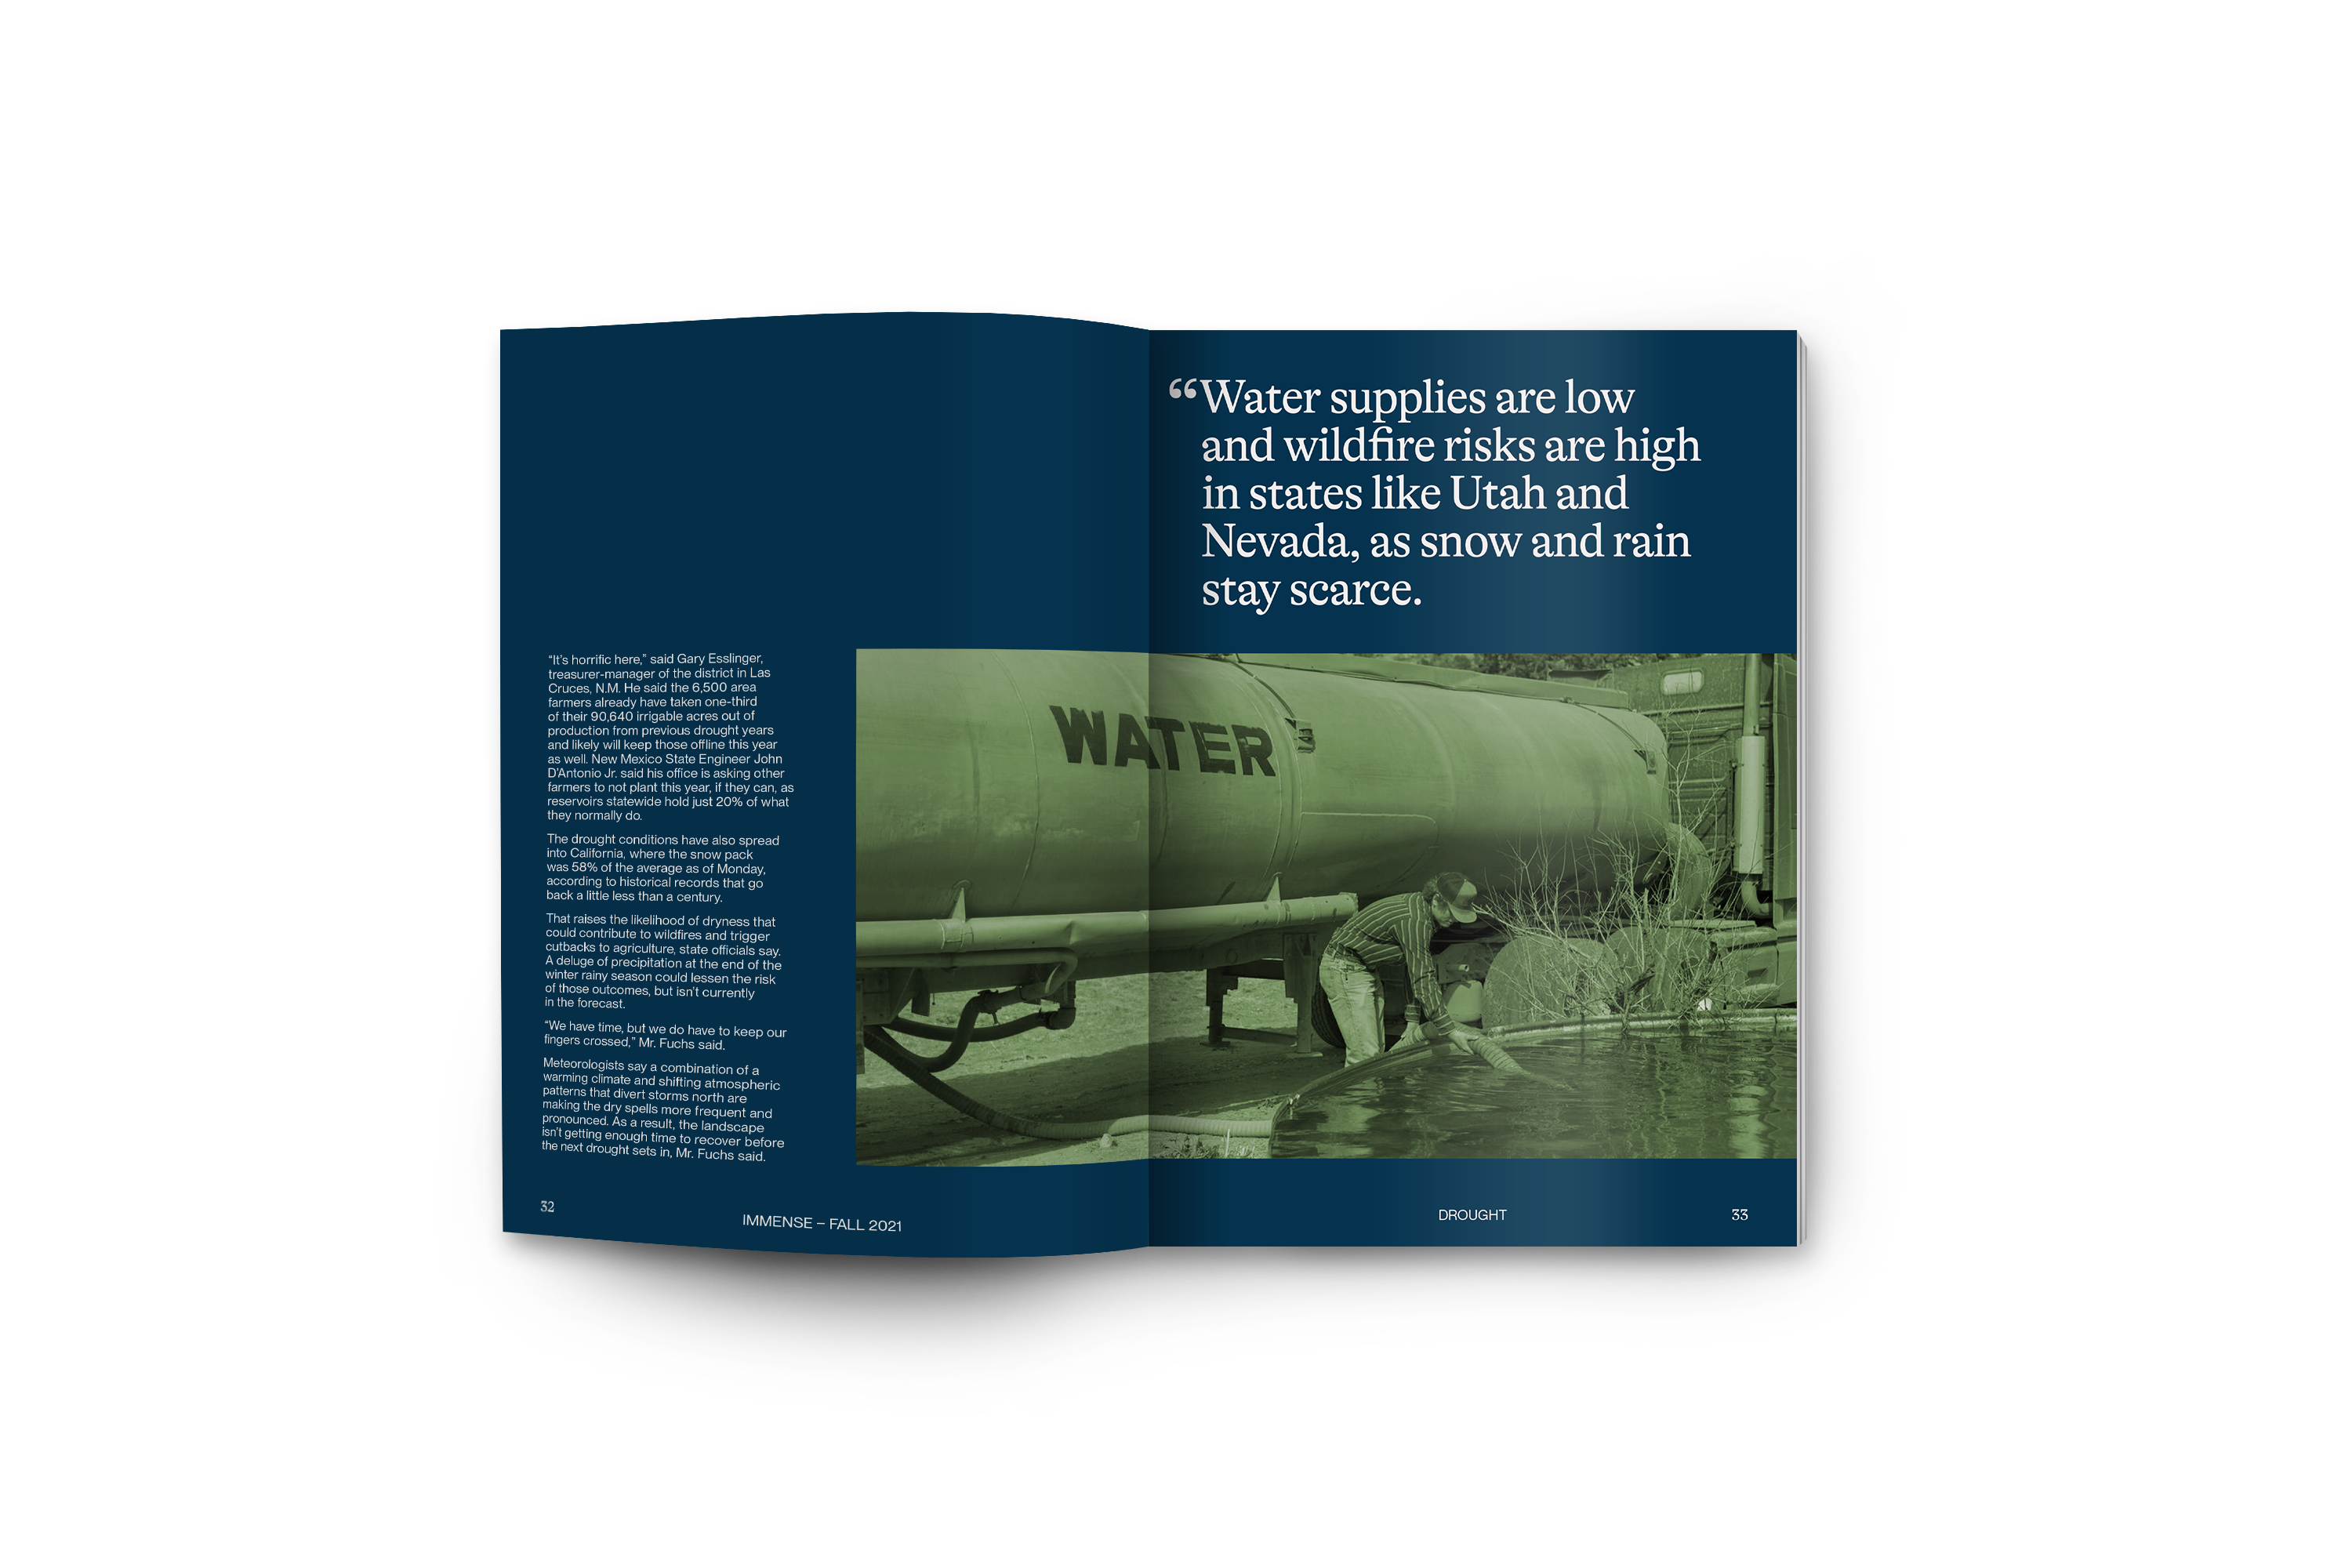 “It’s horrific here,” said Gary Esslinger,
treasurer-manager of the district in Las
Cruces, N.M. He said the 6,500 area
farmers already have taken one-third
of their 90,640 irrigable acres out of
production from previous drought years
and likely will keep those offline this year
as well. New Mexico State Engineer John
D’Antonio Jr. said his office is asking other
farmers to not plant this year, if they can, as
reservoirs statewide hold just 20% of what
they normally do.
The drought conditions have also spread
into California, where the snow pack
was 58% of the average as of Monday,
according to historical records that go
back a little less than a century.
That raises the likelihood of dryness that
could contribute to wildfires and trigger
cutbacks to agriculture, state officials say.
A deluge of precipitation at the end of the
winter rainy season could lessen the risk
of those outcomes, but isn’t currently
in the forecast.
“We have time, but we do have to keep our
fingers crossed,” Mr. Fuchs said.
Meteorologists say a combination of a
warming climate and shifting atmospheric
patterns that divert storms north are
making the dry spells more frequent and
pronounced. As a result, the landscape
isn’t getting enough time to recover before
the next drought sets in, Mr. Fuchs said.
32
IMMENSE – FALL 2021
“Water supplies are low
and wildfire risks are high
in states like Utah and
Nevada, as snow and rain
stay scarce.
WATER
DROUGHT
33